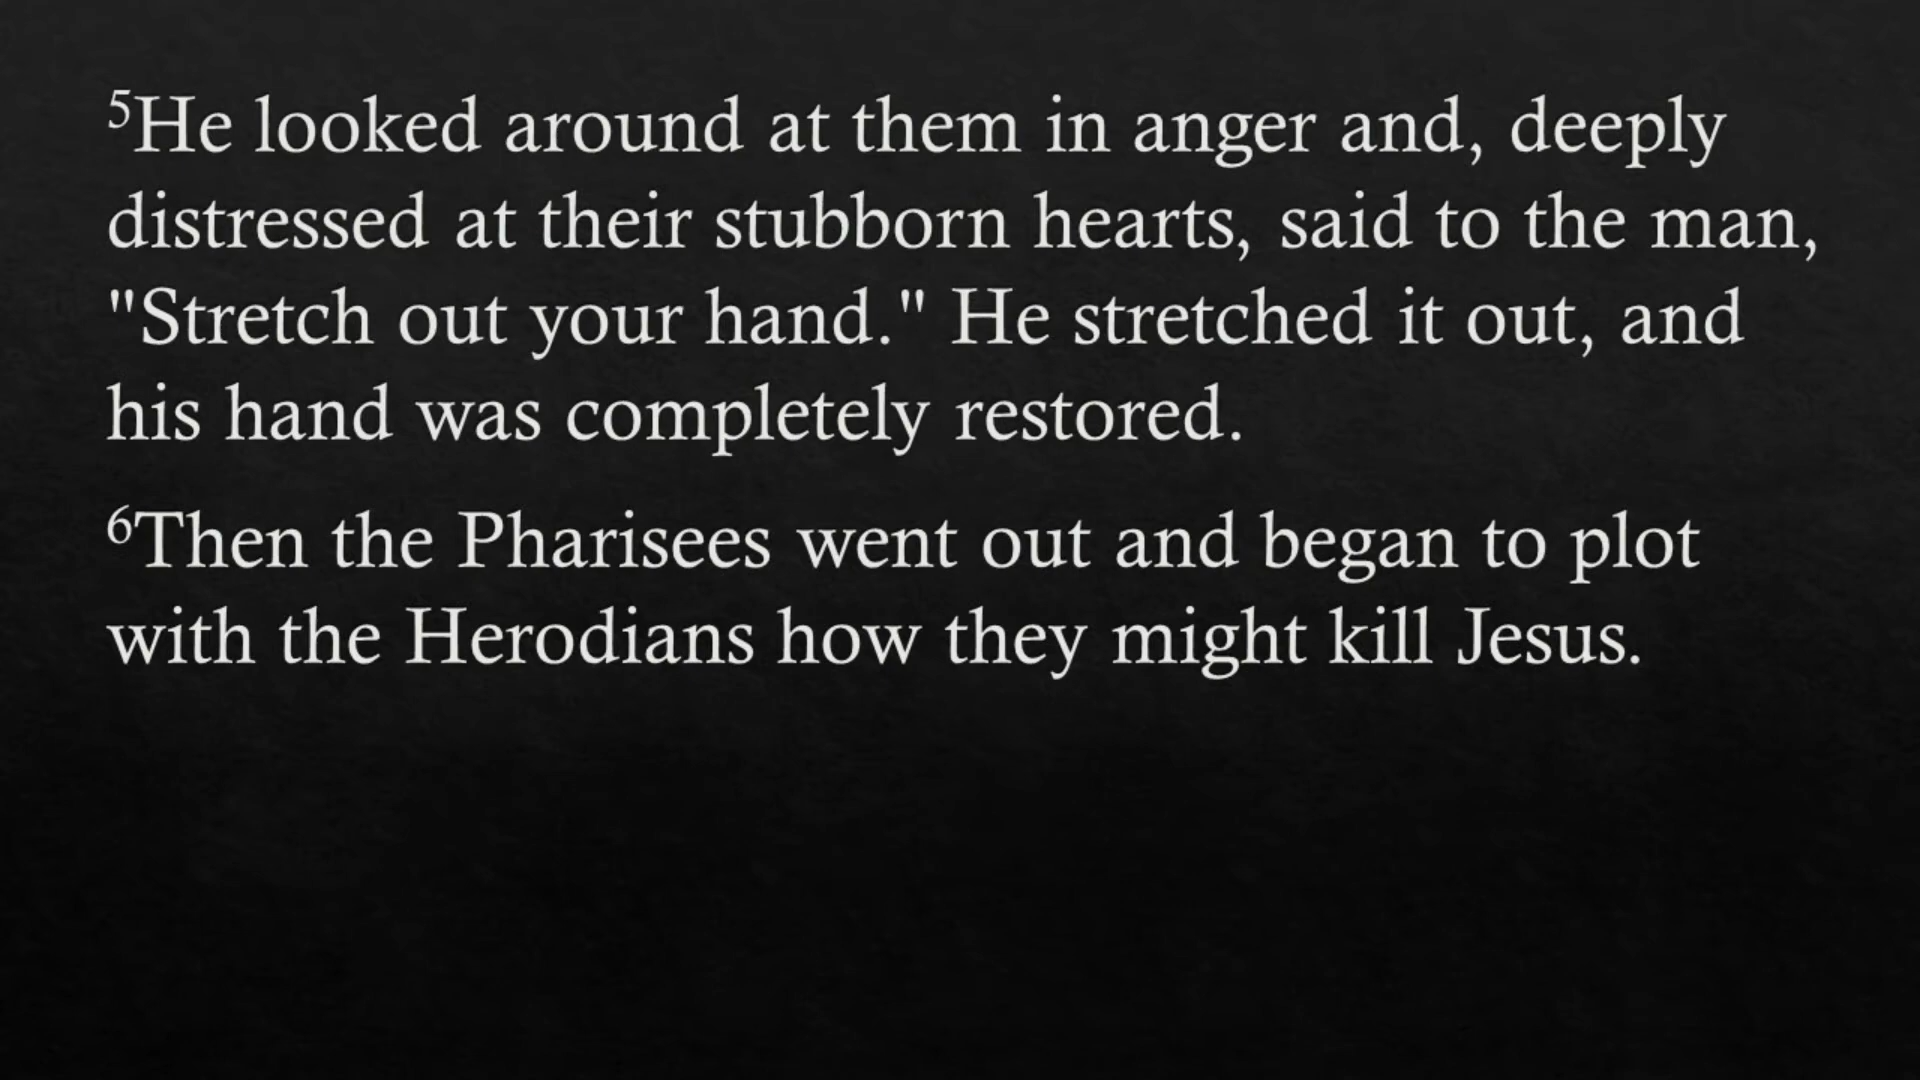 ⁵He looked around at them in anger and, deeply
distressed at their stubborn hearts, said to the man,
"Stretch out your hand." He stretched it out, and
his hand was completely restored.
⁶Then the Pharisees went out and began to plot
with the Herodians how they might kill Jesus.